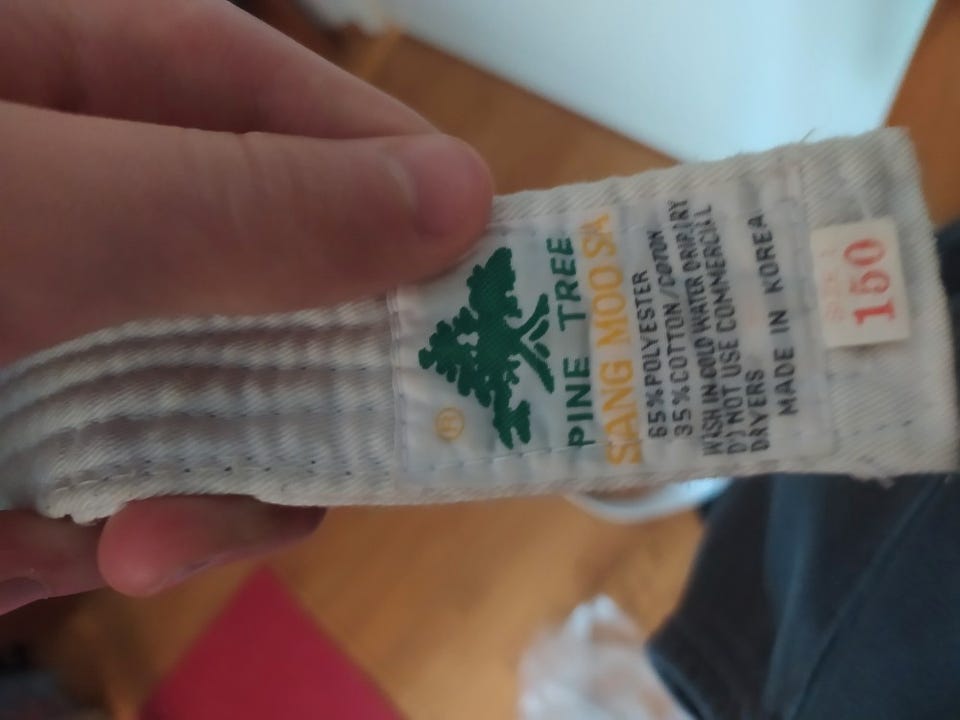 ®
PINE TREE
SANG MOO SA
65% POLYESTER
35% COTTON/COTON
WASH IN COLD WATER DRIP DRY
DO NOT USE COMMERCIAL
DRYERS
MADE IN KOREA
150